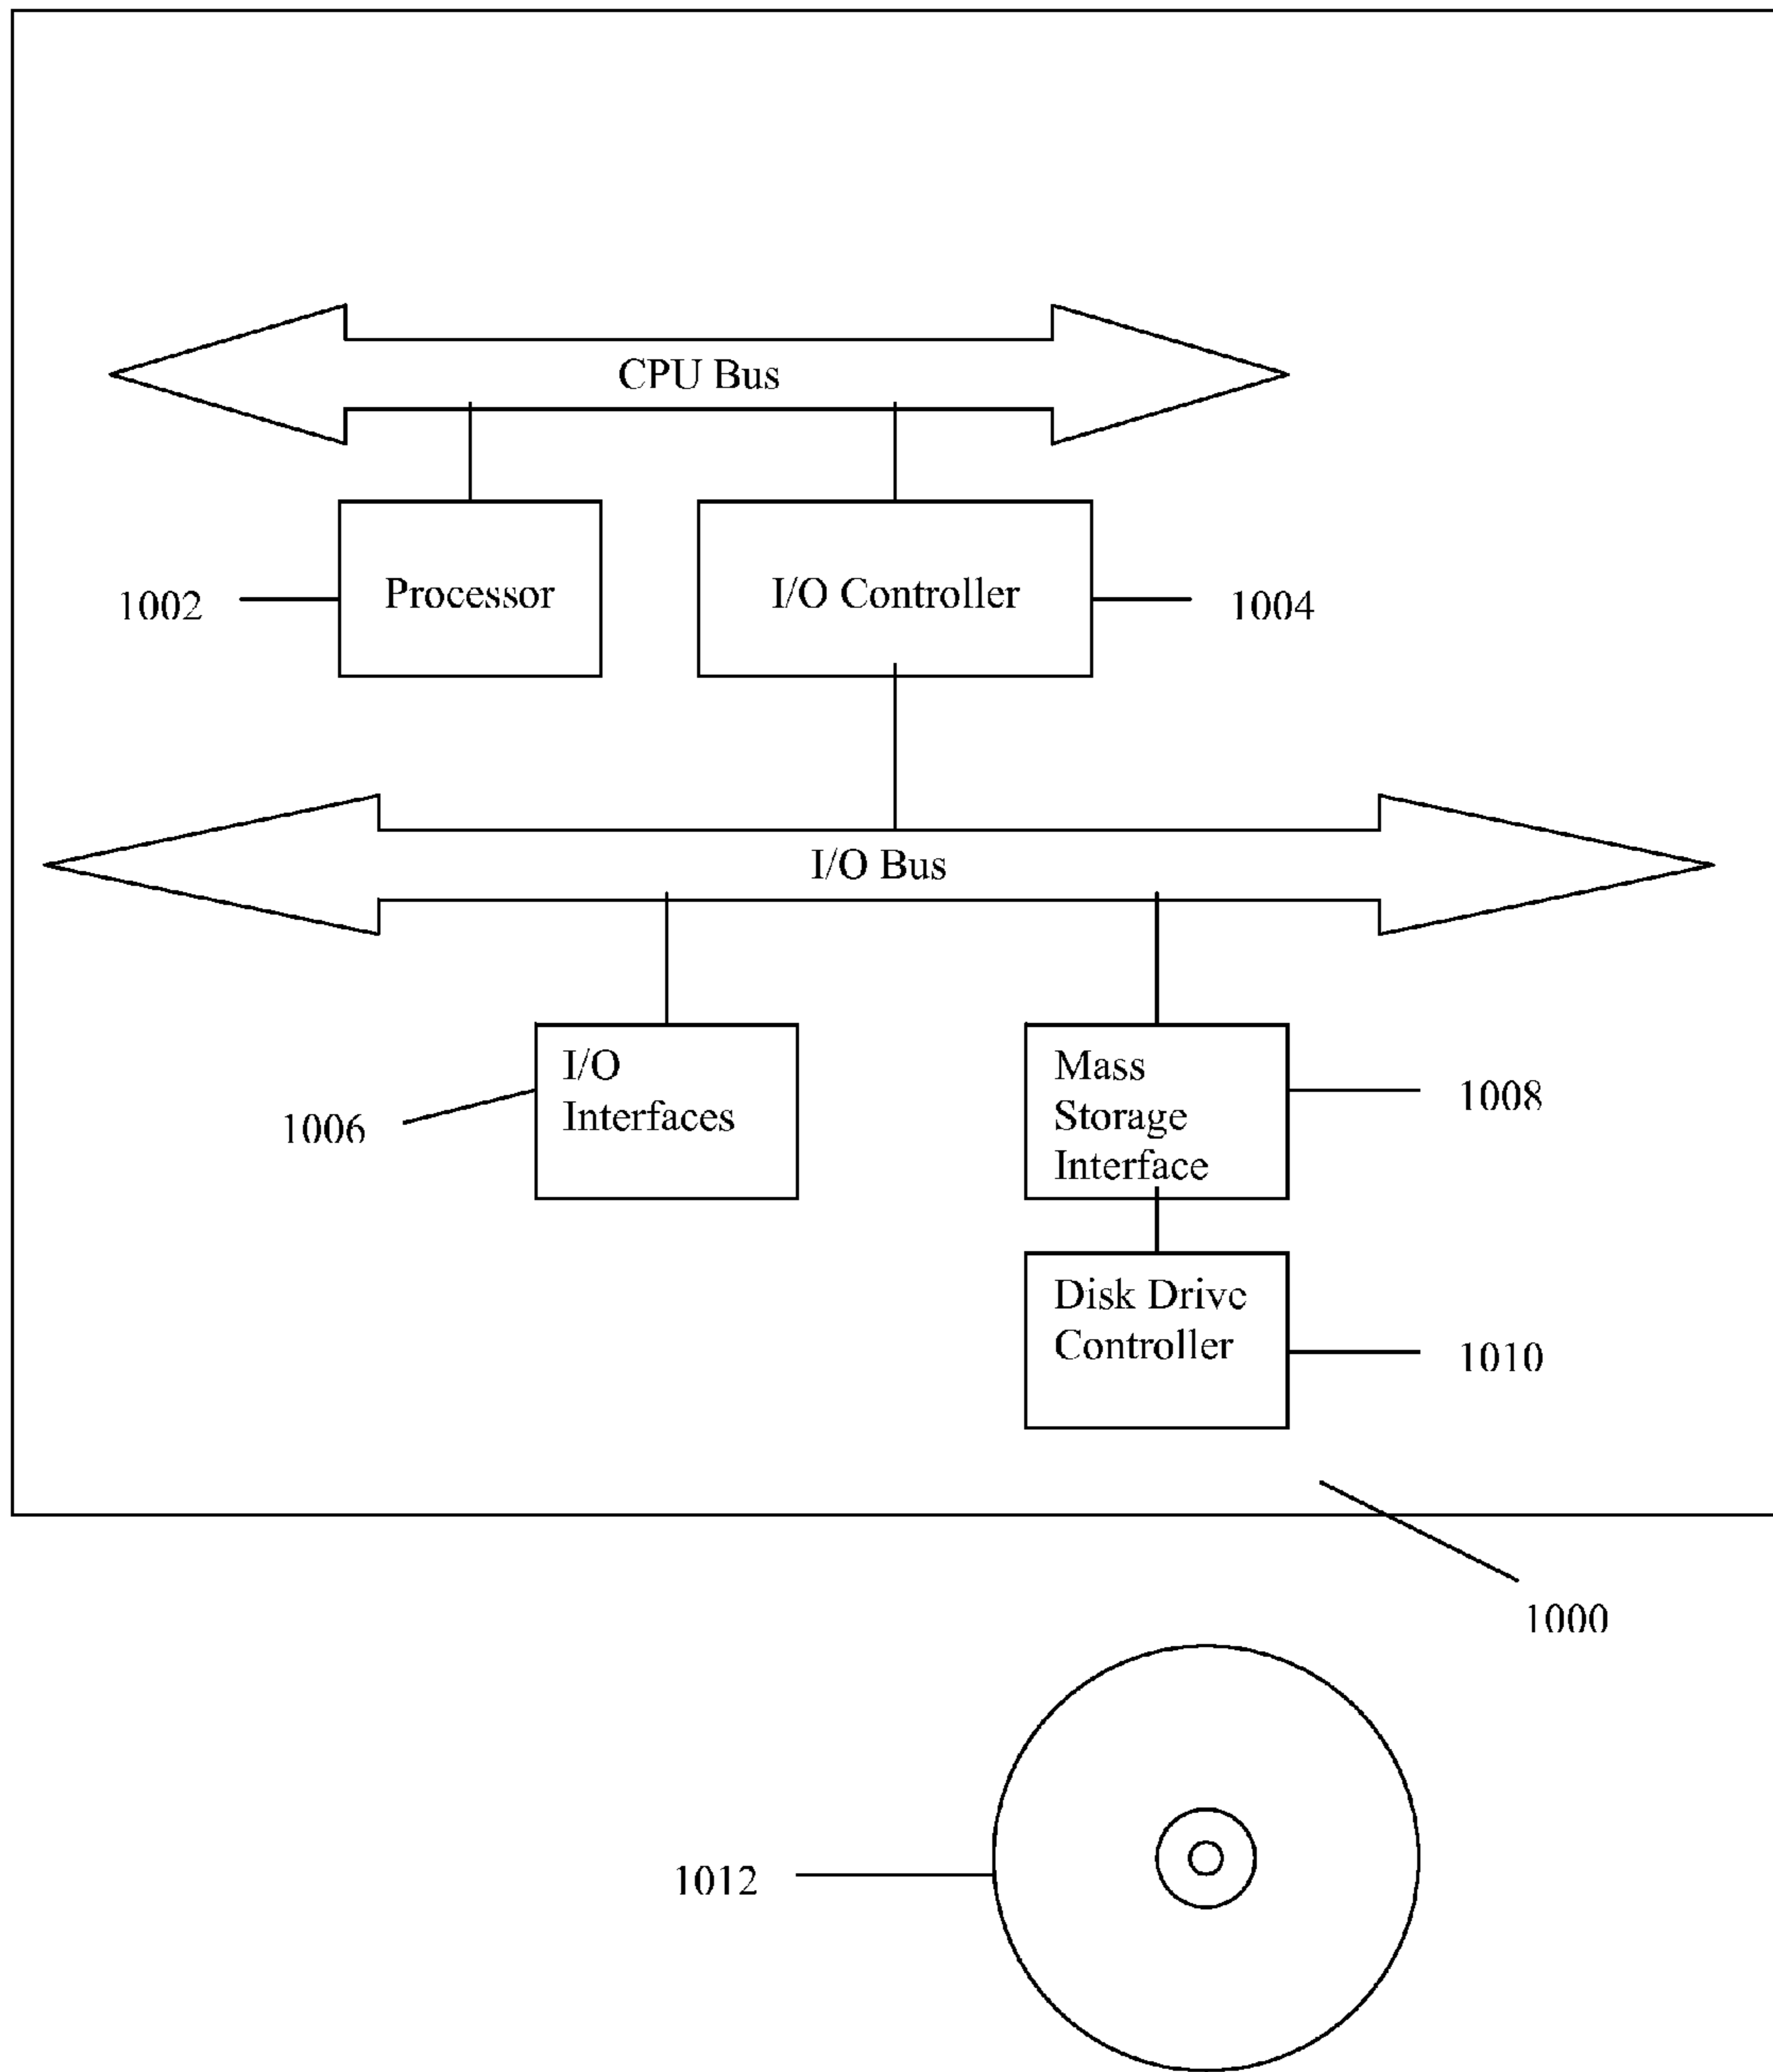 CPU Bus
Processor
I/O Controller
1002
1004
I/O Bus
I/O
Interfaces
1006
Mass
Storage
Interface
1008
Disk Drive
Controller
1010
1000
1012